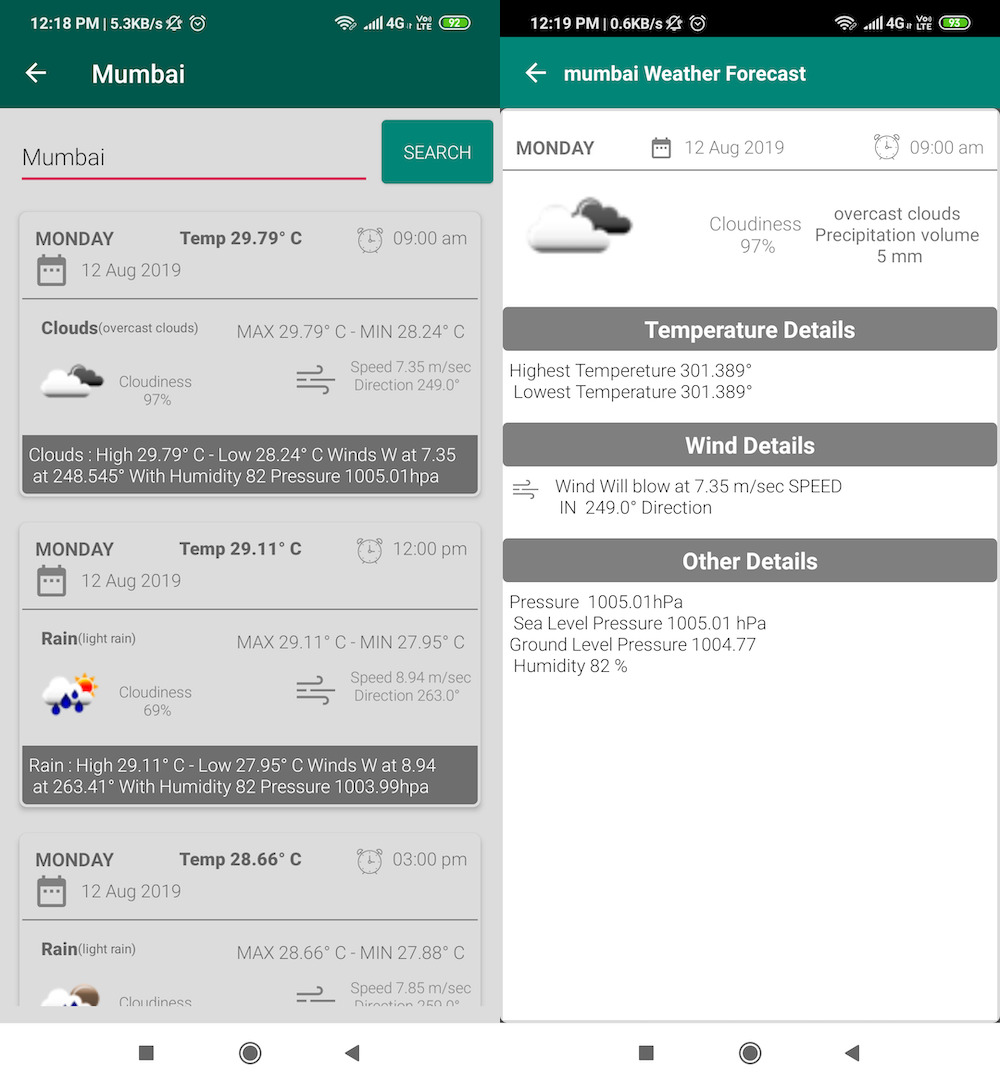 12:18 PM | 5.3KB/s 4G Vo)) LTE 92
Mumbai
Mumbai
SEARCH
MONDAY Temp 29.79° C 09:00 am
12 Aug 2019
Clouds(overcast clouds) MAX 29.79° C - MIN 28.24° C
Cloudiness
97%
Speed 7.35 m/sec
Direction 249.0°
Clouds : High 29.79° C - Low 28.24° C Winds W at 7.35
at 248.545° With Humidity 82 Pressure 1005.01hpa
MONDAY Temp 29.11° C 12:00 pm
12 Aug 2019
Rain(light rain) MAX 29.11° C - MIN 27.95° C
Cloudiness
69%
Speed 8.94 m/sec
Direction 263.0°
Rain : High 29.11° C - Low 27.95° C Winds W at 8.94
at 263.41° With Humidity 82 Pressure 1003.99hpa
MONDAY Temp 28.66° C 03:00 pm
12 Aug 2019
Rain(light rain) MAX 28.66° C - MIN 27.88° C
Cloudiness
Speed 7.85 m/sec
Direction 259.0°
12:19 PM | 0.6KB/s 4G Vo)) LTE 93
mumbai Weather Forecast
MONDAY 12 Aug 2019 09:00 am
Cloudiness
97%
overcast clouds
Precipitation volume
5 mm
Temperature Details
Highest Tempereture 301.389°
Lowest Temperature 301.389°
Wind Details
Wind Will blow at 7.35 m/sec SPEED
IN 249.0° Direction
Other Details
Pressure 1005.01hPa
Sea Level Pressure 1005.01 hPa
Ground Level Pressure 1004.77
Humidity 82 %